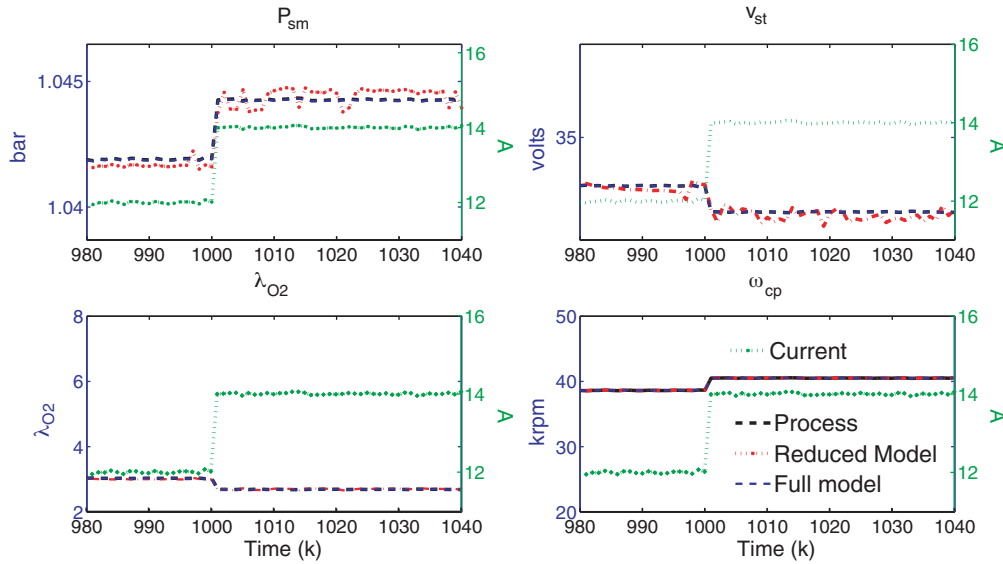 P_sm
v_st
bar
1.045
1.04
16
14
12
A
980 990 1000 1010 1020 1030 1040
volts
35
16
14
12
A
980 990 1000 1010 1020 1030 1040
λ_O2
ω_cp
λ_O2
8
6
4
2
16
14
12
A
980 990 1000 1010 1020 1030 1040
Time (k)
krpm
50
40
30
20
16
14
12
A
Current
Process
Reduced Model
Full model
980 990 1000 1010 1020 1030 1040
Time (k)